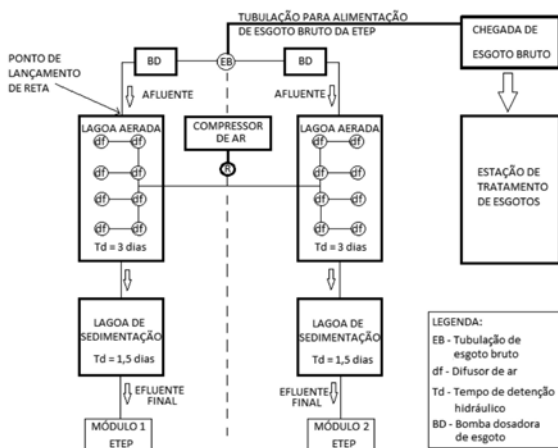 TUBULAÇÃO PARA ALIMENTAÇÃO
DE ESGOTO BRUTO DA ETEP
CHEGADA DE
ESGOTO BRUTO
PONTO DE
LANÇAMENTO
DE RETA
BD
EB
BD
AFLUENTE
AFLUENTE
LAGOA AERADA
df df
df df
df df
df df
Td = 3 dias
COMPRESSOR
DE AR
R
LAGOA AERADA
df df
df df
df df
df df
Td = 3 dias
ESTAÇÃO DE
TRATAMENTO
DE ESGOTOS
LAGOA DE
SEDIMENTAÇÃO
Td = 1,5 dias
LAGOA DE
SEDIMENTAÇÃO
Td = 1,5 dias
EFLUENTE
FINAL
EFLUENTE
FINAL
MÓDULO 1
ETEP
MÓDULO 2
ETEP
LEGENDA:
EB - Tubulação de
esgoto bruto
df - Difusor de ar
Td - Tempo de detenção
hidráulico
BD - Bomba dosadora
de esgoto